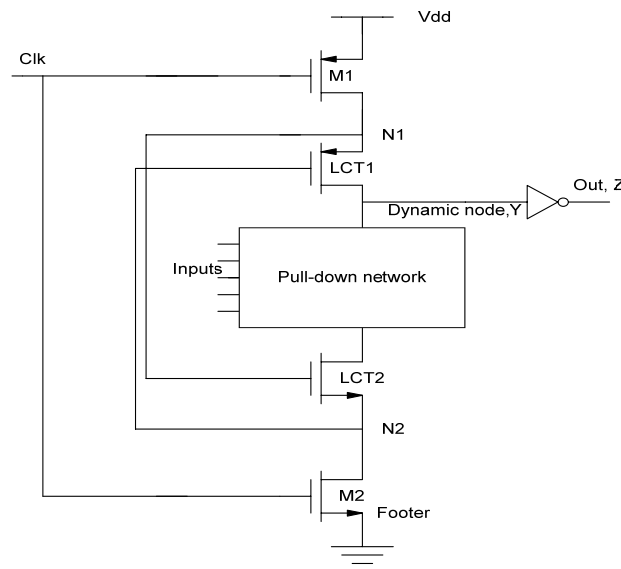 Vdd
Clk
M1
N1
LCT1
Out, Z
Dynamic node,Y
Inputs
Pull-down network
LCT2
N2
M2
Footer